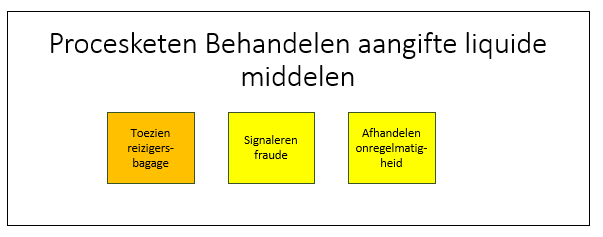 Procesketen Behandelen aangifte liquide
middelen
Toezien
reizigers-
bagage
Signaleren
fraude
Afhandelen
onregelmatig-
heid